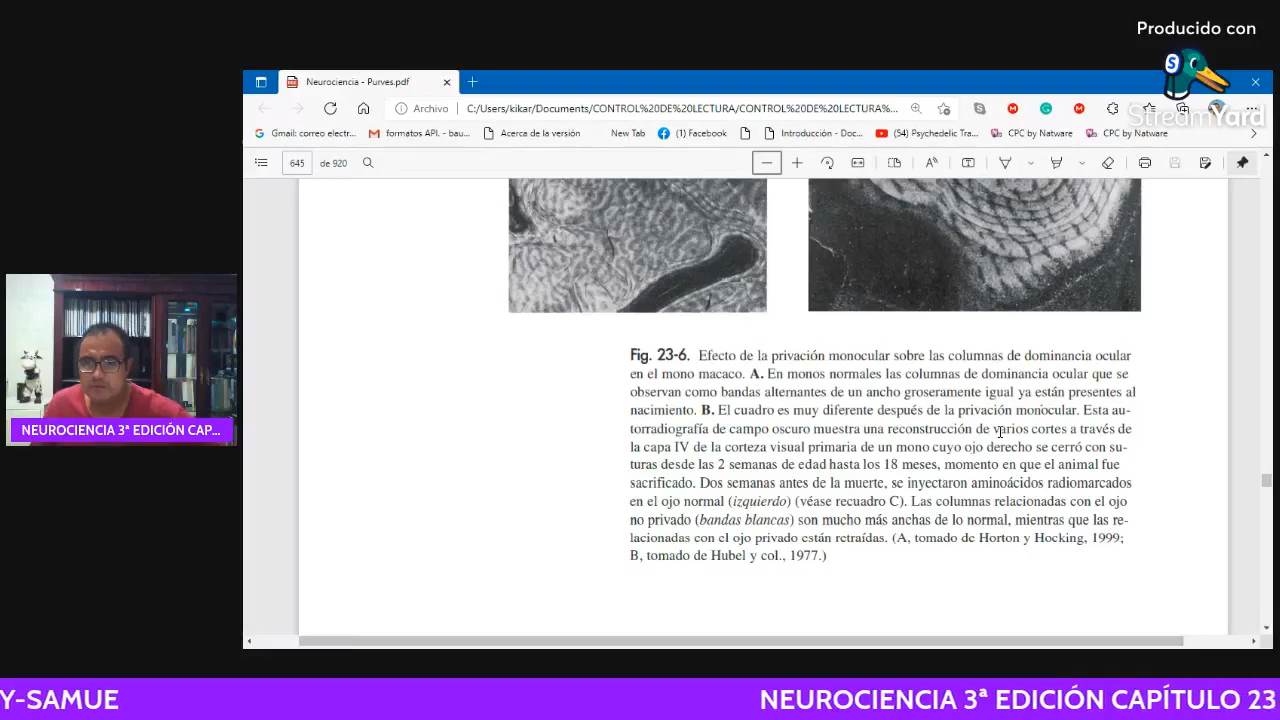 Producido con
StreamYard
Neurociencia - Purves.pdf
Archivo
C:/Users/kikar/Documents/CONTROL%20DE%20LECTURA/CONTROL%20DE%20LECTURA%...
Gmail: correo electr...
formatos API. - bau...
Acerca de la versión
New Tab
(1) Facebook
Introducción - Doc...
(54) Psychedelic Tra...
CPC by Natware
CPC by Natware
645
de 920
Fig. 23-6. Efecto de la privación monocular sobre las columnas de dominancia ocular
en el mono macaco. A. En monos normales las columnas de dominancia ocular que se
observan como bandas alternantes de un ancho groseramente igual ya están presentes al
nacimiento. B. El cuadro es muy diferente después de la privación monocular. Esta au-
torradiografía de campo oscuro muestra una reconstrucción de varios cortes a través de
la capa IV de la corteza visual primaria de un mono cuyo ojo derecho se cerró con su-
turas desde las 2 semanas de edad hasta los 18 meses, momento en que el animal fue
sacrificado. Dos semanas antes de la muerte, se inyectaron aminoácidos radiomarcados
en el ojo normal (izquierdo) (véase recuadro C). Las columnas relacionadas con el ojo
no privado (bandas blancas) son mucho más anchas de lo normal, mientras que las re-
lacionadas con el ojo privado están retraídas. (A, tomado de Horton y Hocking, 1999;
B, tomado de Hubel y col., 1977.)
NEUROCIENCIA 3ª EDICIÓN CAP...
Y-SAMUE
NEUROCIENCIA 3ª EDICIÓN CAPÍTULO 23